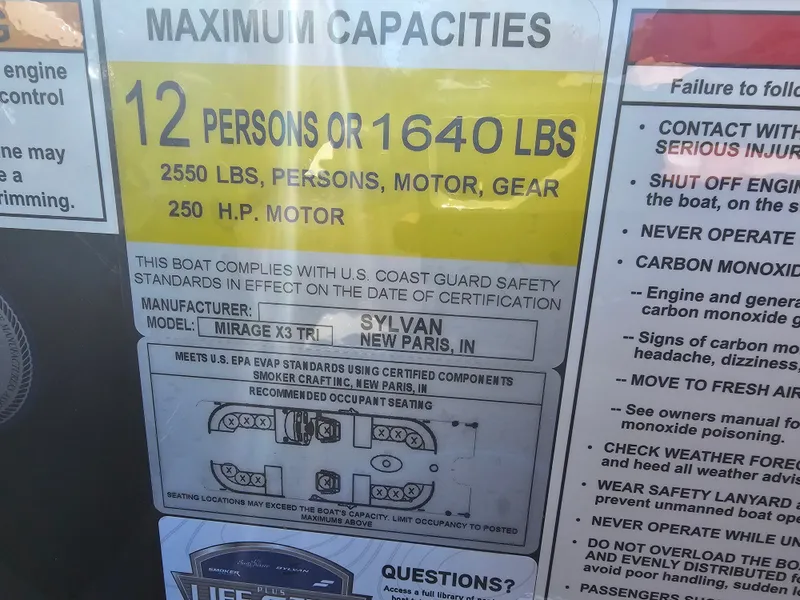 G
engine
control
ne may
e a
rimming.
MAXIMUM CAPACITIES
12 PERSONS OR 1640 LBS
2550 LBS, PERSONS, MOTOR, GEAR
250 H.P. MOTOR
THIS BOAT COMPLIES WITH U.S. COAST GUARD SAFETY
STANDARDS IN EFFECT ON THE DATE OF CERTIFICATION
MANUFACTURER: SYLVAN
MODEL: MIRAGE X3 TRI NEW PARIS, IN
MEETS U.S. EPA EVAP STANDARDS USING CERTIFIED COMPONENTS
SMOKER CRAFT INC, NEW PARIS, IN
RECOMMENDED OCCUPANT SEATING
X X X X X X X X
X X X X X X X X
SEATING LOCATIONS MAY EXCEED THE BOAT'S CAPACITY. LIMIT OCCUPANCY TO POSTED
MAXIMUMS ABOVE
SMOKER SYLVAN
PLUS
QUESTIONS?
Access a full library of
Failure to follo
• CONTACT WITH
SERIOUS INJUR
• SHUT OFF ENGIN
the boat, on the s
• NEVER OPERATE
• CARBON MONOXID
-- Engine and genera
carbon monoxide g
-- Signs of carbon mo
headache, dizziness,
-- MOVE TO FRESH AIR
-- See owners manual fo
monoxide poisoning.
• CHECK WEATHER FOREC
and heed all weather advis
• WEAR SAFETY LANYARD a
prevent unmanned boat ope
• NEVER OPERATE WHILE UN
• DO NOT OVERLOAD THE BO
AND EVENLY DISTRIBUTED f
avoid poor handling, sudden l
• PASSENGERS